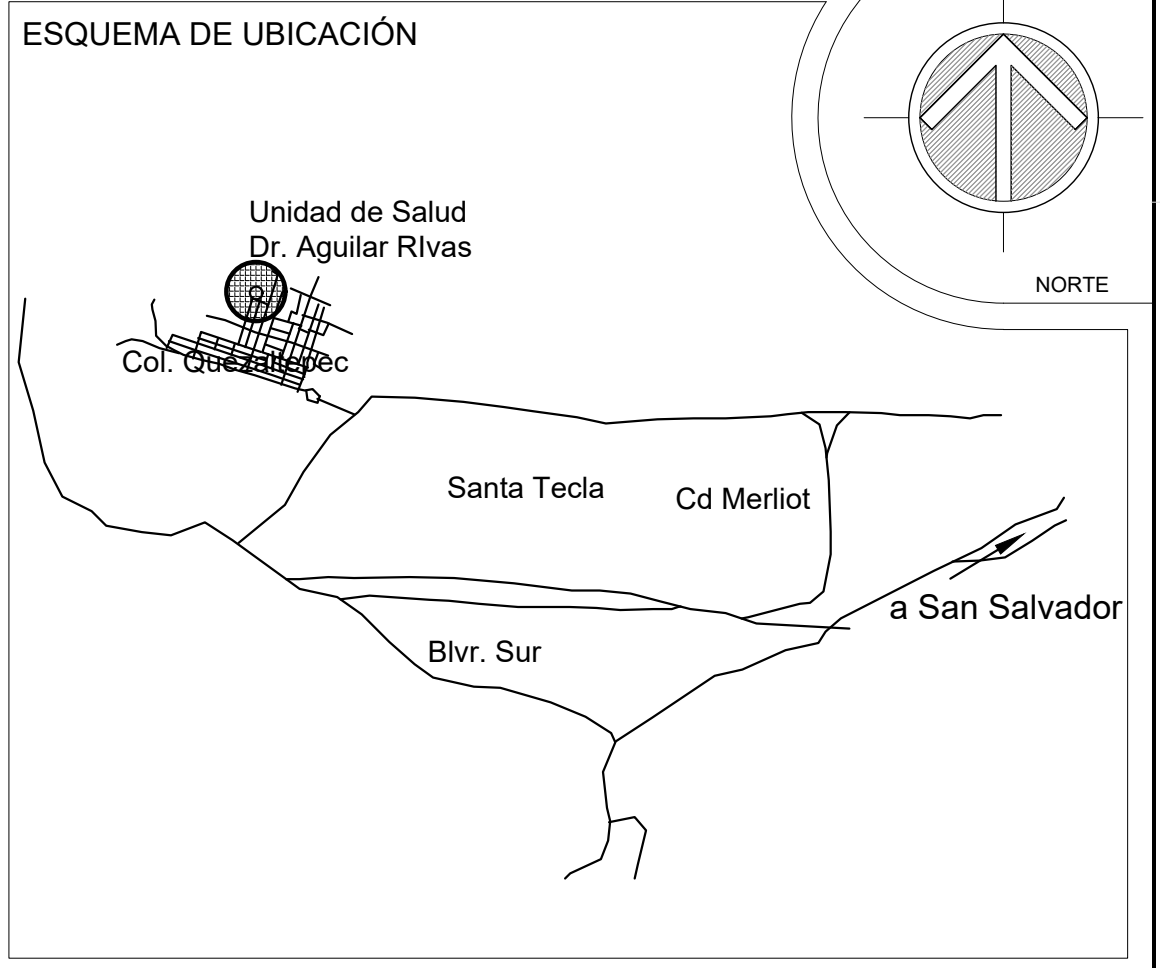 ESQUEMA DE UBICACIÓN
NORTE
Unidad de Salud
Dr. Aguilar RIvas
Col. Quezaltepec
Santa Tecla
Cd Merliot
a San Salvador
Blvr. Sur